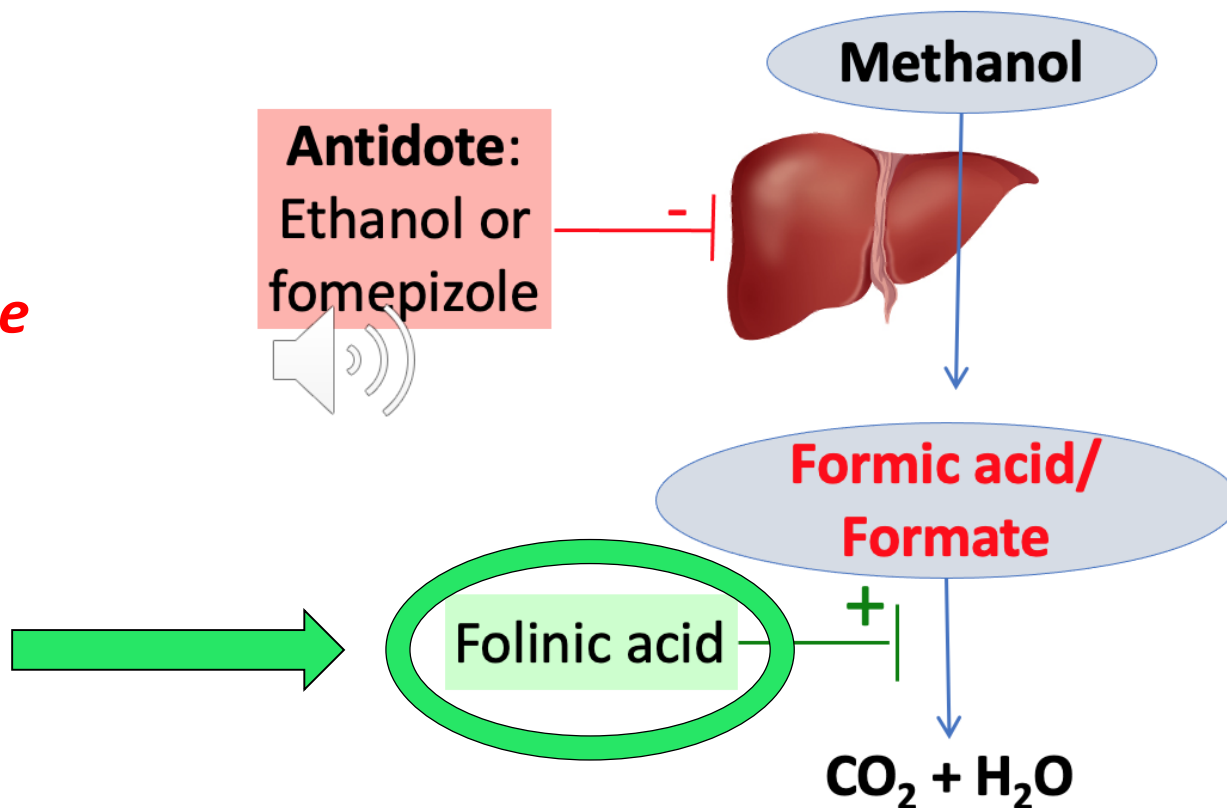 Methanol
Antidote:
Ethanol or
fomepizole
-
e
Formic acid/
Formate
+
Folinic acid
CO₂ + H₂O